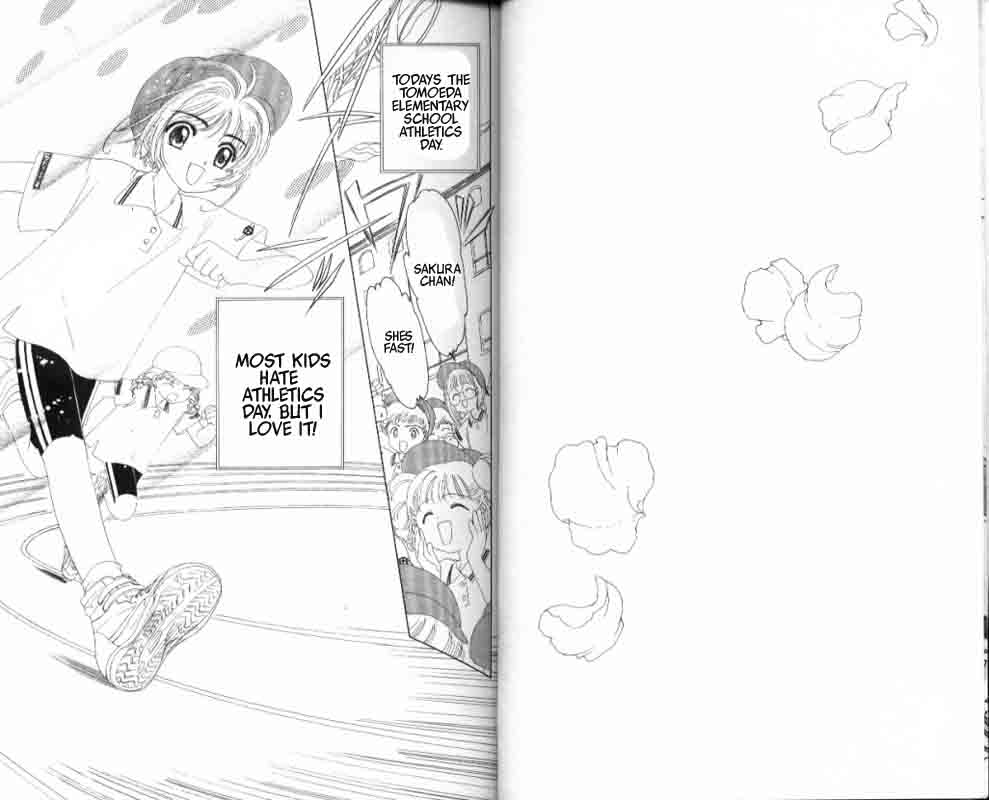 TODAYS THE
TOMOEDA
ELEMENTARY
SCHOOL
ATHLETICS
DAY.
SAKURA
CHAN!
SHES
FAST!
MOST KIDS
HATE
ATHLETICS
DAY. BUT I
LOVE IT!